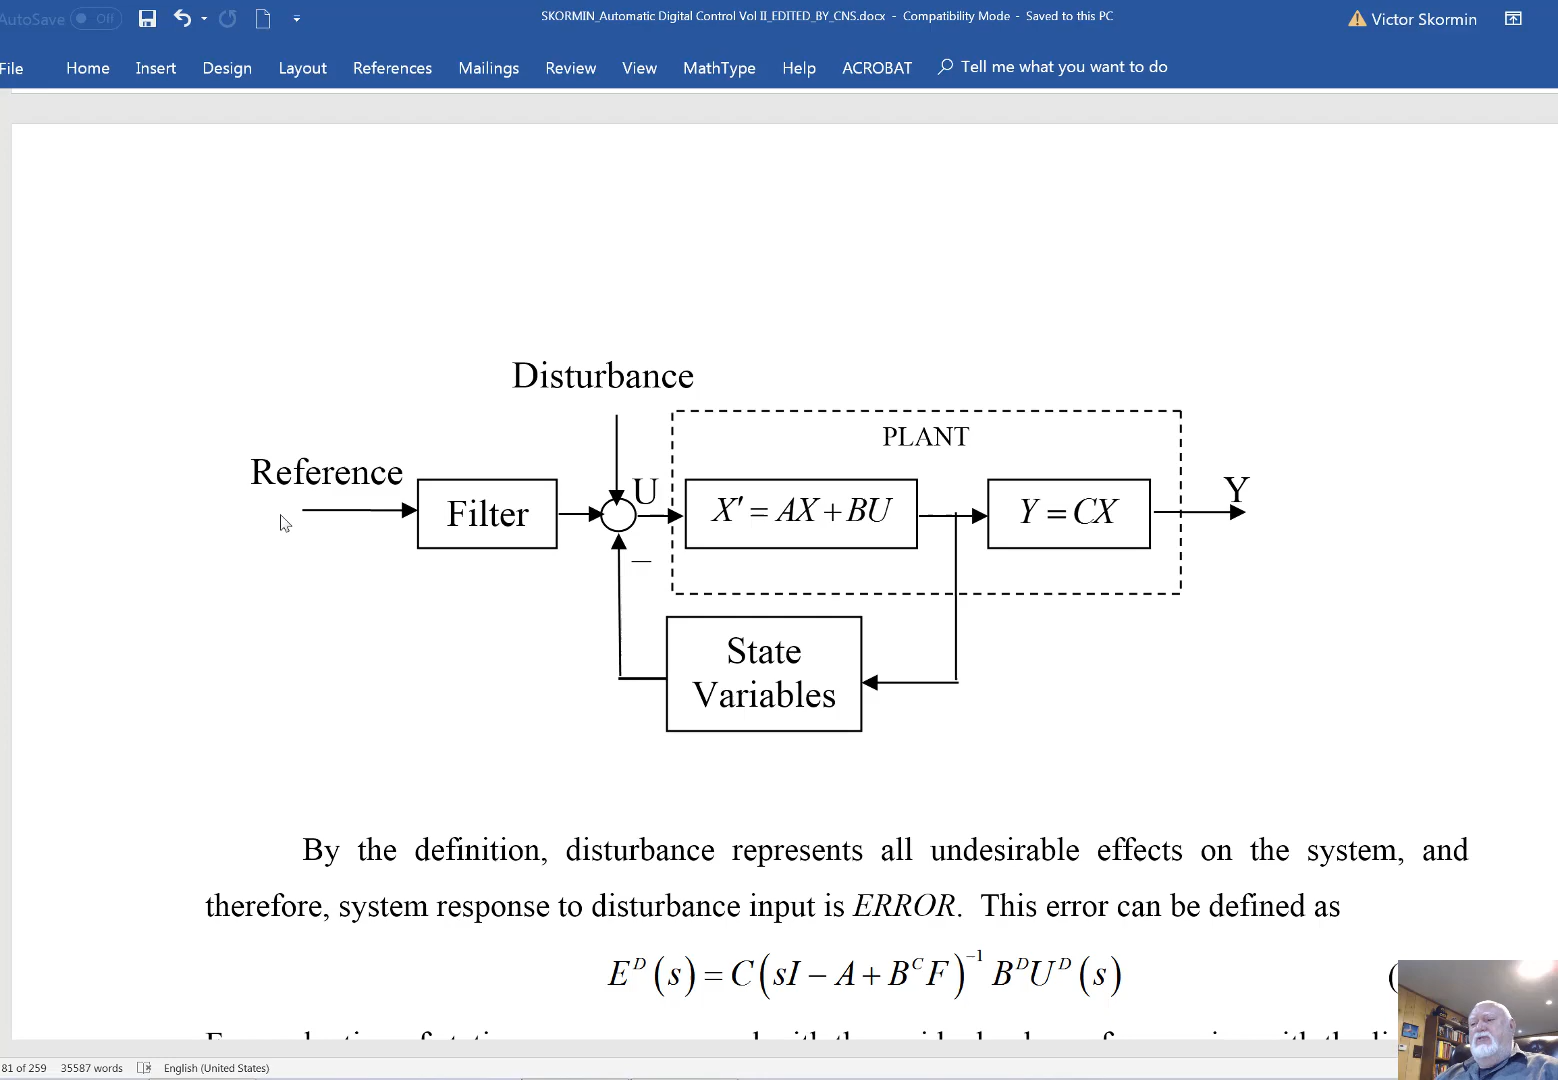 AutoSave Off
SKORMIN_Automatic Digital Control Vol II_EDITED_BY_CNS.docx - Compatibility Mode - Saved to this PC
Victor Skormin
File Home Insert Design Layout References Mailings Review View MathType Help ACROBAT Tell me what you want to do
Disturbance
PLANT
Reference
U
Y
Filter
X′ = AX + BU
Y = CX
–
State
Variables
By the definition, disturbance represents all undesirable effects on the system, and
therefore, system response to disturbance input is ERROR. This error can be defined as
E^D (s) = C(sI − A + B^C F)^−1 B^D U^D (s) (
81 of 259 35587 words English (United States)